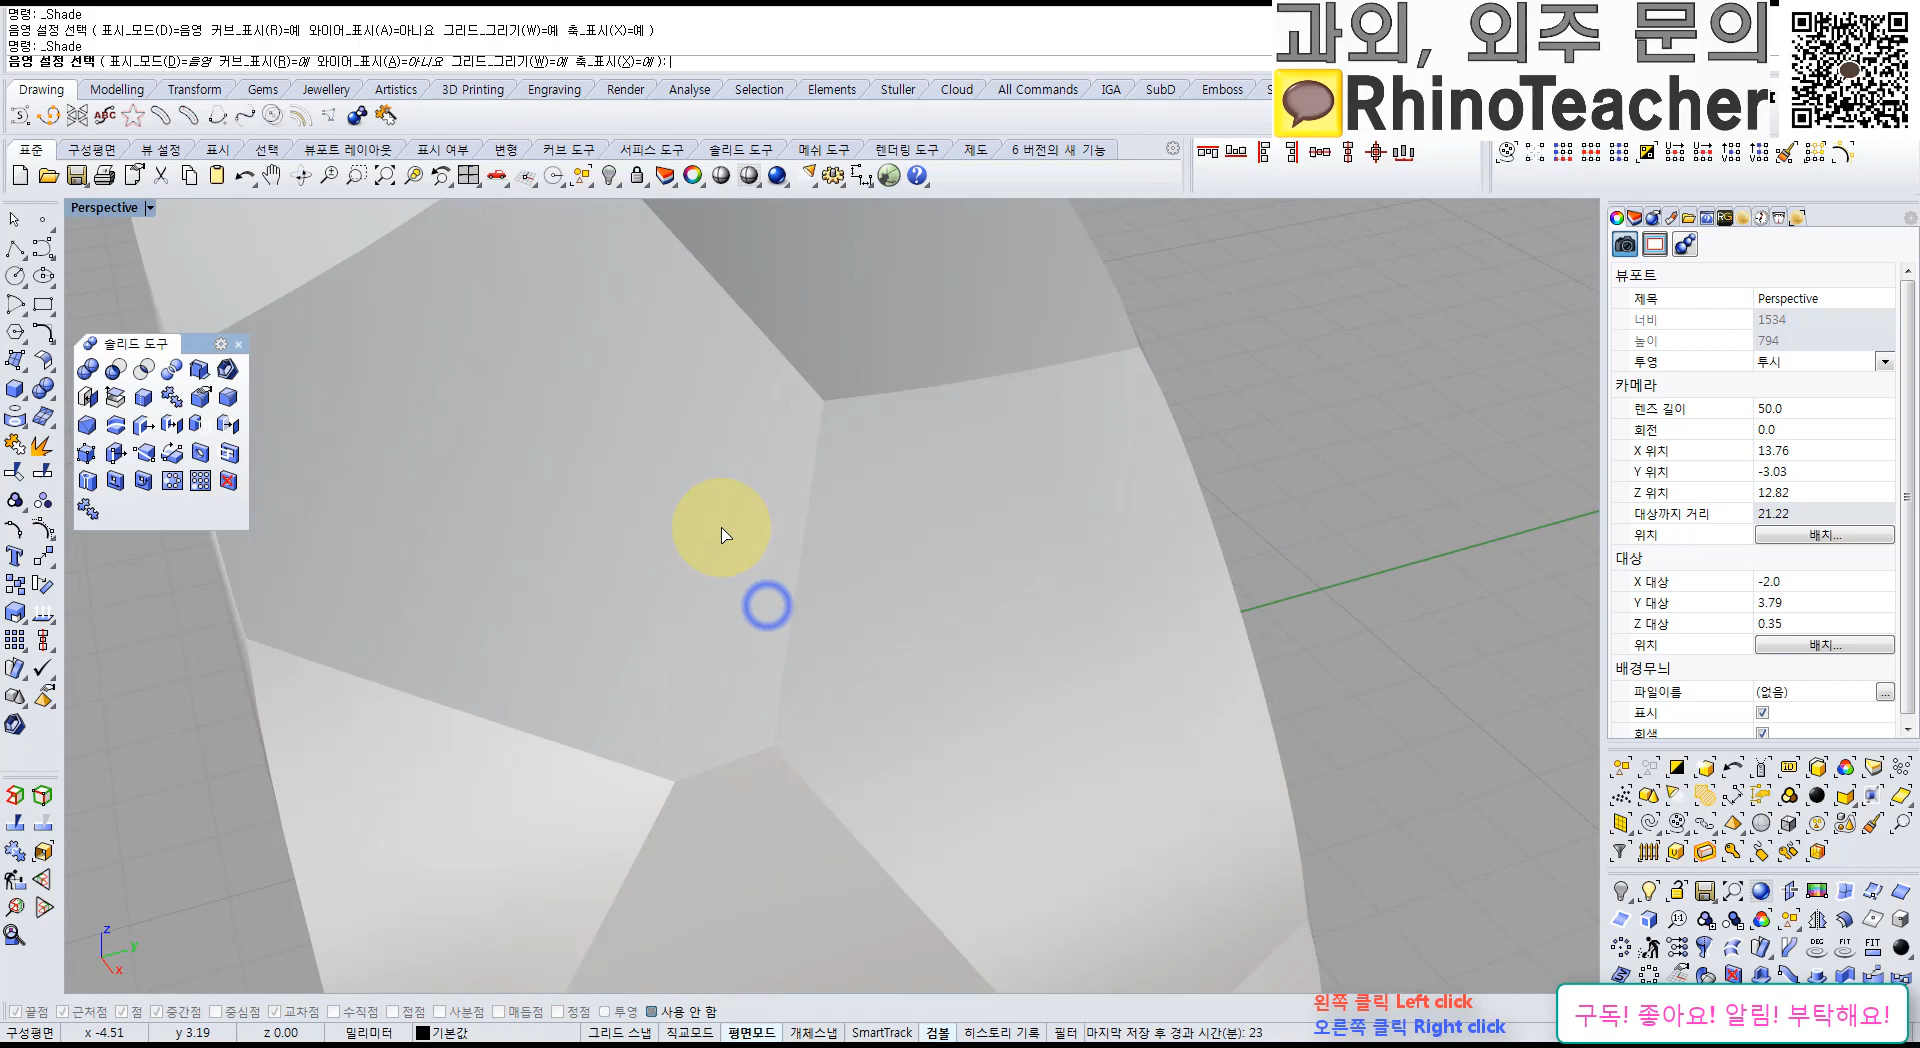 명령: _Shade
음영 설정 선택 ( 표시_모드(D)=음영 커브_표시(R)=예 와이어_표시(A)=아니요 그리드_그리기(W)=예 축_표시(X)=예 )
명령: _Shade
음영 설정 선택 ( 표시_모드(D)=음영 커브_표시(R)=예 와이어_표시(A)=아니요 그리드_그리기(W)=예 축_표시(X)=예 ):
과외, 외주 문의
RhinoTeacher
Drawing Modelling Transform Gems Jewellery Artistics 3D Printing Engraving Render Analyse Selection Elements Stuller Cloud All Commands IGA SubD Emboss
표준 구성평면 뷰 설정 표시 선택 뷰포트 레이아웃 표시 여부 변형 커브 도구 서피스 도구 솔리드 도구 메쉬 도구 렌더링 도구 제도 6 버전의 새 기능
Perspective
솔리드 도구
뷰포트
제목 Perspective
너비 1534
높이 794
투영 투시
카메라
렌즈 길이 50.0
회전 0.0
X 위치 13.76
Y 위치 -3.03
Z 위치 12.82
대상까지 거리 21.22
위치 배치...
대상
X 대상 -2.0
Y 대상 3.79
Z 대상 0.35
위치 배치...
배경무늬
파일이름 (없음) ...
표시
회색
z
y
x
끝점 근처점 점 중간점 중심점 교차점 수직점 접점 사분점 매듭점 정점 투영 사용 안 함
왼쪽 클릭 Left click
오른쪽 클릭 Right click
구독! 좋아요! 알림! 부탁해요!
구성평면 x -4.51 y 3.19 z 0.00 밀리미터 기본값 그리드 스냅 직교모드 평면모드 개체스냅 SmartTrack 검볼 히스토리 기록 필터 마지막 저장 후 경과 시간(분): 23